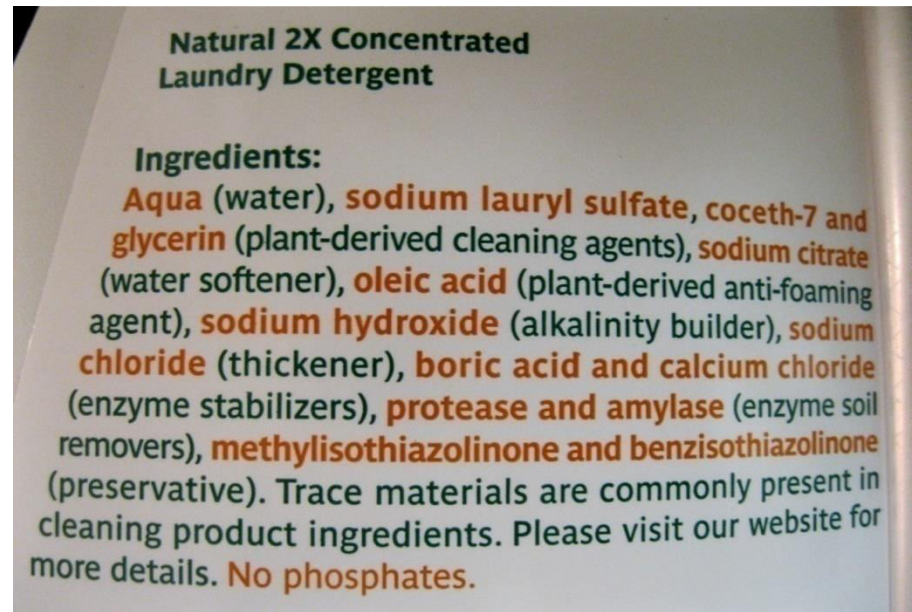 Natural 2X Concentrated
Laundry Detergent
Ingredients:
Aqua (water), sodium lauryl sulfate, coceth-7 and
glycerin (plant-derived cleaning agents), sodium citrate
(water softener), oleic acid (plant-derived anti-foaming
agent), sodium hydroxide (alkalinity builder), sodium
chloride (thickener), boric acid and calcium chloride
(enzyme stabilizers), protease and amylase (enzyme soil
removers), methylisothiazolinone and benzisothiazolinone
(preservative). Trace materials are commonly present in
cleaning product ingredients. Please visit our website for
more details. No phosphates.